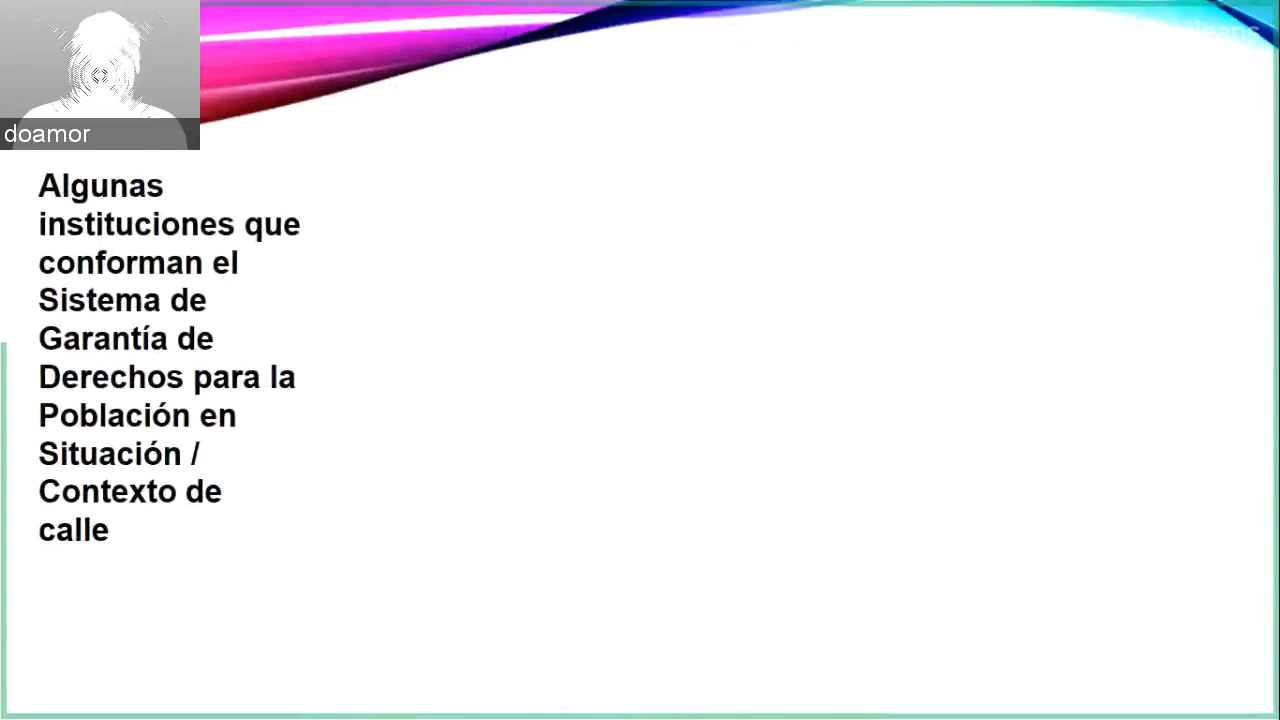 doamor
Algunas
instituciones que
conforman el
Sistema de
Garantía de
Derechos para la
Población en
Situación /
Contexto de
calle